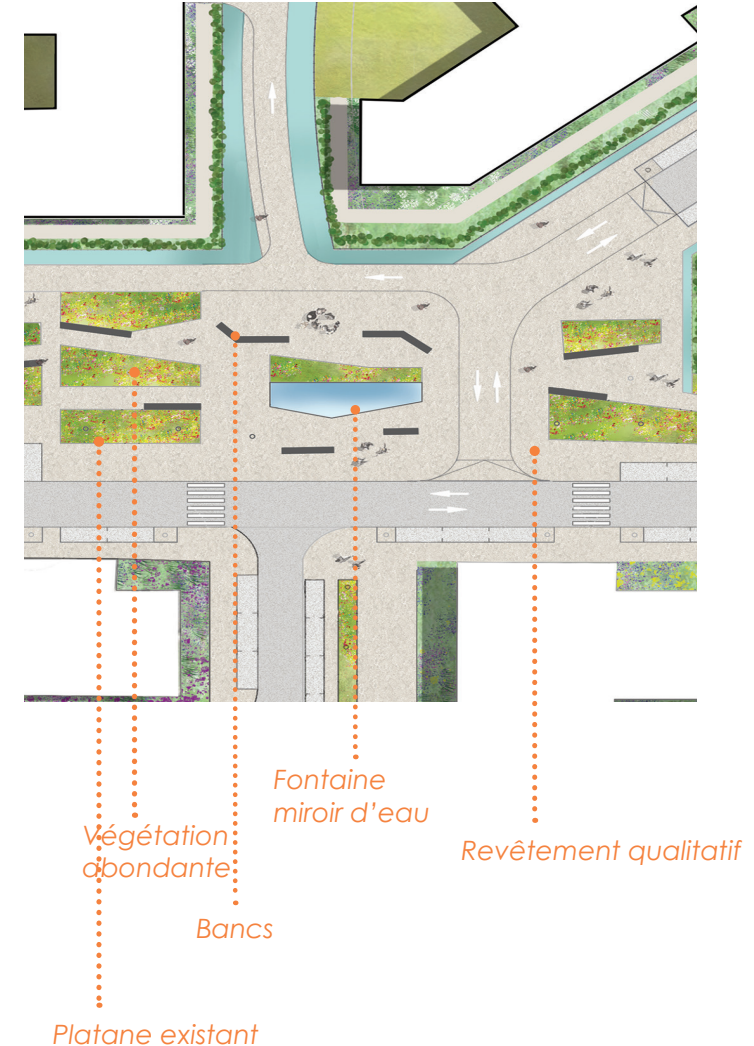 Fontaine
miroir d'eau
Végétation
abondante
Revêtement qualitatif
Bancs
Platane existant